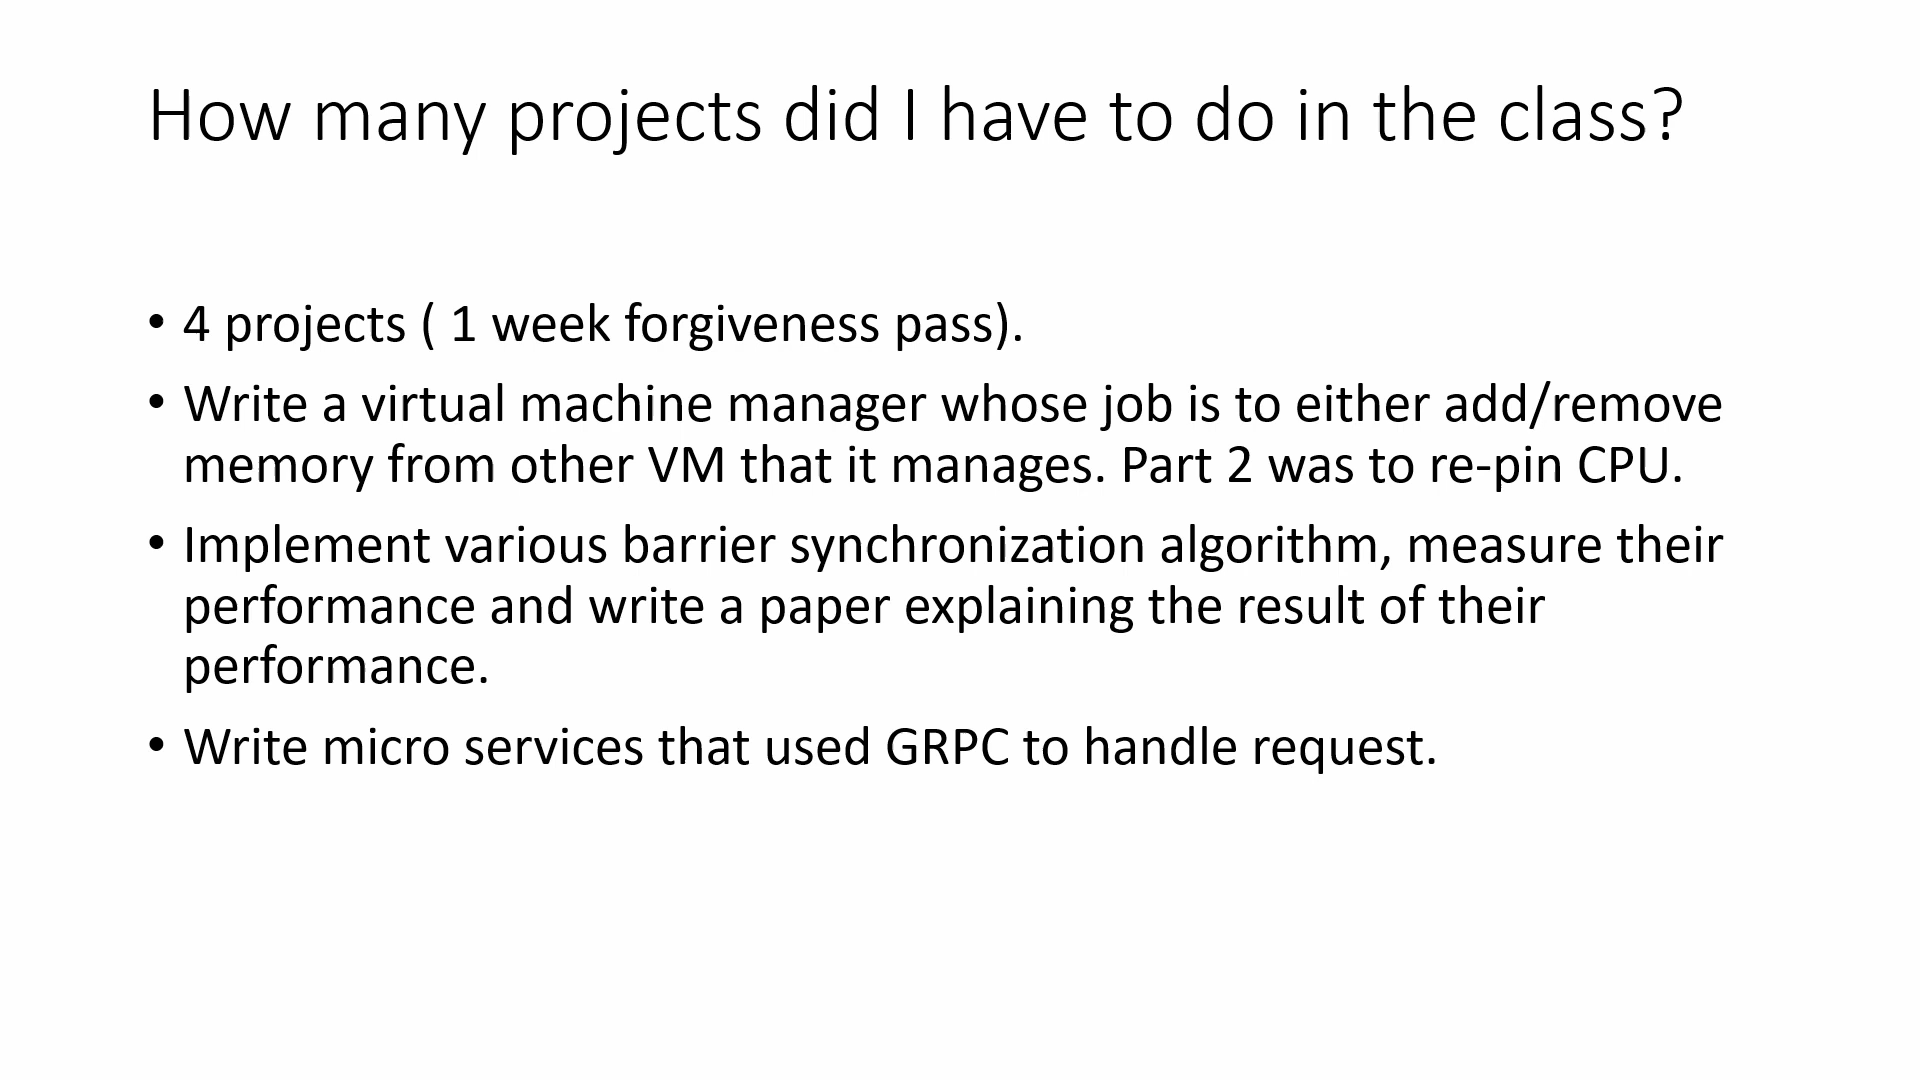 How many projects did I have to do in the class?
• 4 projects ( 1 week forgiveness pass).
• Write a virtual machine manager whose job is to either add/remove
memory from other VM that it manages. Part 2 was to re-pin CPU.
• Implement various barrier synchronization algorithm, measure their
performance and write a paper explaining the result of their
performance.
• Write micro services that used GRPC to handle request.